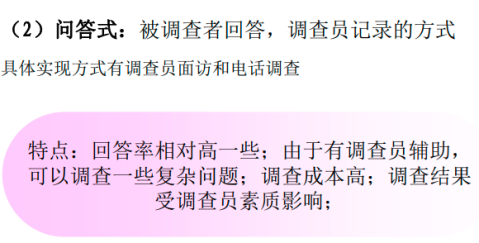 （2）问答式：被调查者回答，调查员记录的方式
具体实现方式有调查员面访和电话调查
特点：回答率相对高一些；由于有调查员辅助，
可以调查一些复杂问题；调查成本高；调查结果
受调查员素质影响；